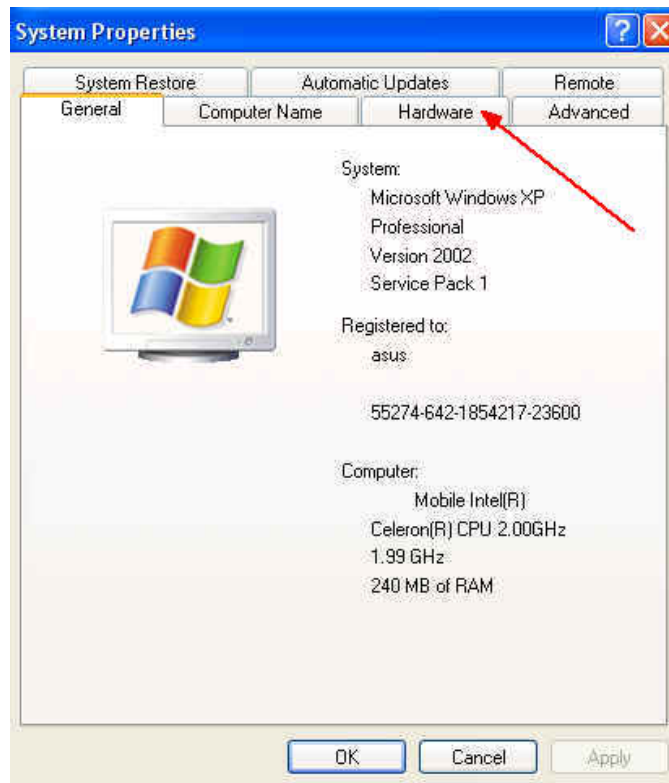 System Properties
System Restore Automatic Updates Remote
General Computer Name Hardware Advanced
System:
Microsoft Windows XP
Professional
Version 2002
Service Pack 1
Registered to:
asus
55274-642-1854217-23600
Computer:
Mobile Intel(R)
Celeron(R) CPU 2.00GHz
1.99 GHz
240 MB of RAM
OK Cancel Apply